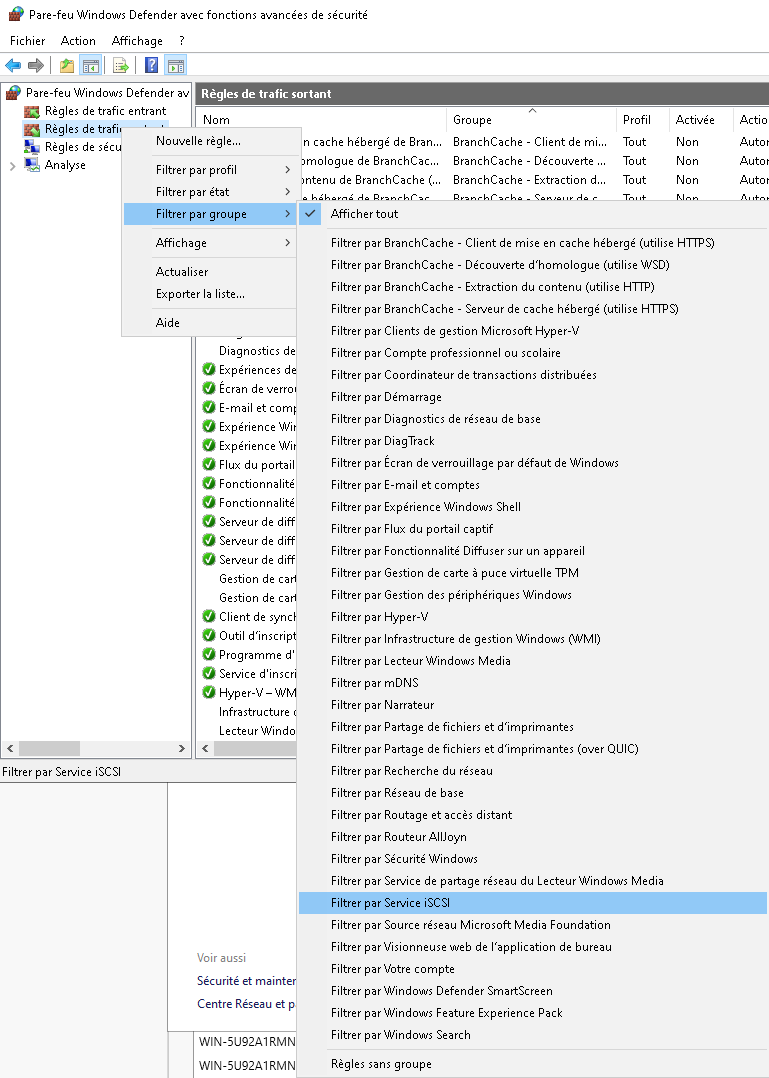 Pare-feu Windows Defender avec fonctions avancées de sécurité
Fichier Action Affichage ?
Pare-feu Windows Defender av
Règles de trafic entrant
Règles de trafi
Règles de sécu
Analyse
Règles de trafic sortant
Nom Groupe Profil Activée Actio
n cache hébergé de Bran... BranchCache - Client de mi... Tout Non Autor
omologue de BranchCac... BranchCache - Découverte ... Tout Non Autor
ontenu de BranchCache (... BranchCache - Extraction d... Tout Non Autor
e hébergé de BranchCac... BranchCache - Serveur de c... Tout Non Autor
Nouvelle règle...
Filtrer par profil
Filtrer par état
Filtrer par groupe
Affichage
Actualiser
Exporter la liste...
Aide
Afficher tout
Filtrer par BranchCache - Client de mise en cache hébergé (utilise HTTPS)
Filtrer par BranchCache - Découverte d'homologue (utilise WSD)
Filtrer par BranchCache - Extraction du contenu (utilise HTTP)
Filtrer par BranchCache - Serveur de cache hébergé (utilise HTTPS)
Filtrer par Clients de gestion Microsoft Hyper-V
Filtrer par Compte professionnel ou scolaire
Filtrer par Coordinateur de transactions distribuées
Filtrer par Démarrage
Filtrer par Diagnostics de réseau de base
Filtrer par DiagTrack
Filtrer par Écran de verrouillage par défaut de Windows
Filtrer par E-mail et comptes
Filtrer par Expérience Windows Shell
Filtrer par Flux du portail captif
Filtrer par Fonctionnalité Diffuser sur un appareil
Filtrer par Gestion de carte à puce virtuelle TPM
Filtrer par Gestion des périphériques Windows
Filtrer par Hyper-V
Filtrer par Infrastructure de gestion Windows (WMI)
Filtrer par Lecteur Windows Media
Filtrer par mDNS
Filtrer par Narrateur
Filtrer par Partage de fichiers et d'imprimantes
Filtrer par Partage de fichiers et d'imprimantes (over QUIC)
Filtrer par Recherche du réseau
Filtrer par Réseau de base
Filtrer par Routage et accès distant
Filtrer par Routeur AllJoyn
Filtrer par Sécurité Windows
Filtrer par Service de partage réseau du Lecteur Windows Media
Filtrer par Service iSCSI
Filtrer par Source réseau Microsoft Media Foundation
Filtrer par Visionneuse web de l'application de bureau
Filtrer par Votre compte
Filtrer par Windows Defender SmartScreen
Filtrer par Windows Feature Experience Pack
Filtrer par Windows Search
Règles sans groupe
Diagnostics de
Expériences de
Écran de verrou
E-mail et comp
Expérience Win
Expérience Win
Flux du portail
Fonctionnalité
Fonctionnalité
Serveur de diff
Serveur de diff
Serveur de diff
Gestion de cart
Gestion de cart
Client de synch
Outil d'inscript
Programme d'
Service d'inscri
Hyper-V – WM
Infrastructure d
Lecteur Windo
Filtrer par Service iSCSI
Voir aussi
Sécurité et mainten
Centre Réseau et pa
WIN-5U92A1RMN
WIN-5U92A1RMN